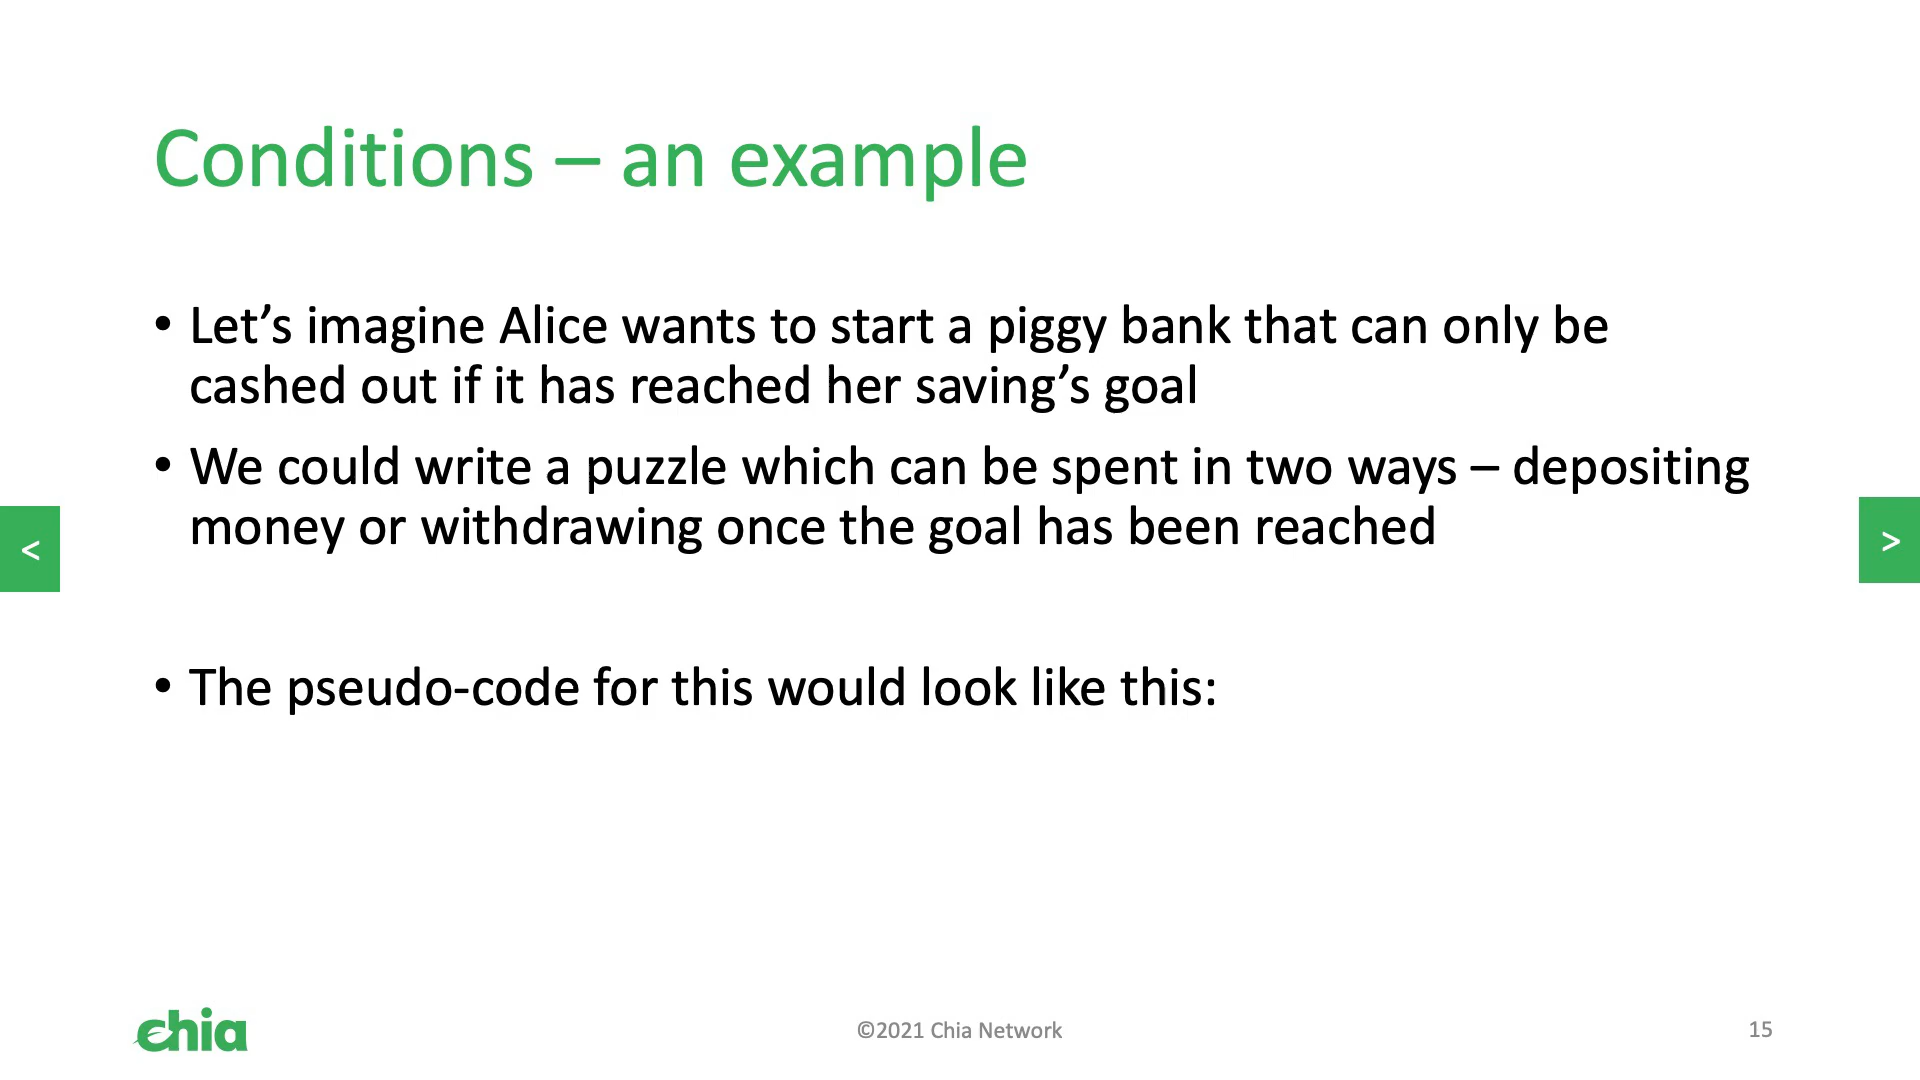 Conditions – an example
• Let’s imagine Alice wants to start a piggy bank that can only be
cashed out if it has reached her saving’s goal
• We could write a puzzle which can be spent in two ways – depositing
money or withdrawing once the goal has been reached
<
>
• The pseudo-code for this would look like this:
chia
©2021 Chia Network
15